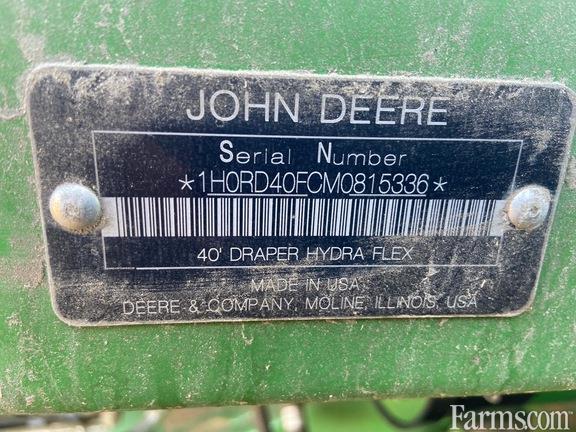 JOHN DEERE
Serial Number
*1H0RD40FCM0815336*
40' DRAPER HYDRA FLEX
MADE IN USA
DEERE & COMPANY, MOLINE, ILLINOIS, USA
Farms.com